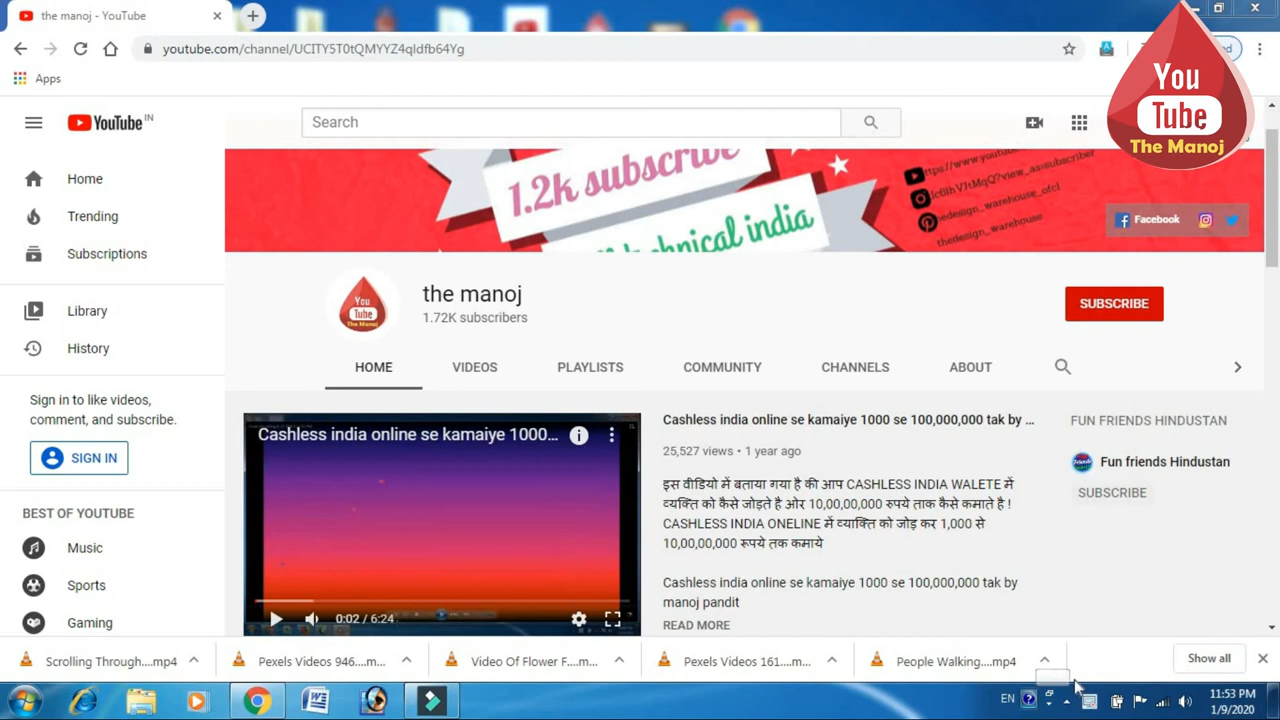 the manoj - YouTube
youtube.com/channel/UCITY5T0tQMYYZ4qldfb64Yg
Apps
You
Tube
The Manoj
YouTube IN
Search
Home
Trending
Subscriptions
Library
History
Sign in to like videos,
comment, and subscribe.
SIGN IN
BEST OF YOUTUBE
Music
Sports
Gaming
1.2k subscribe
technical india
thedesign_warehouse_ofcl
thedesign_warehouse
Facebook
You
Tube
The Manoj
the manoj
1.72K subscribers
SUBSCRIBE
HOME VIDEOS PLAYLISTS COMMUNITY CHANNELS ABOUT
Cashless india online se kamaiye 1000...
0:02 / 6:24
Cashless india online se kamaiye 1000 se 100,000,000 tak by ...
25,527 views • 1 year ago
इस वीडियो में बताया गया है की आप CASHLESS INDIA WALETE में
व्यक्ति को कैसे जोड़ते है ओर 10,00,00,000 रुपये ताक कैसे कमाते है !
CASHLESS INDIA ONELINE में व्याक्ति को जोड़ कर 1,000 से
10,00,00,000 रूपये तक कमाये
Cashless india online se kamaiye 1000 se 100,000,000 tak by
manoj pandit
READ MORE
FUN FRIENDS HINDUSTAN
Fun friends Hindustan
SUBSCRIBE
Scrolling Through....mp4
Pexels Videos 946....m...
Video Of Flower F....m...
Pexels Videos 161....m...
People Walking....mp4
Show all
EN
11:53 PM
1/9/2020